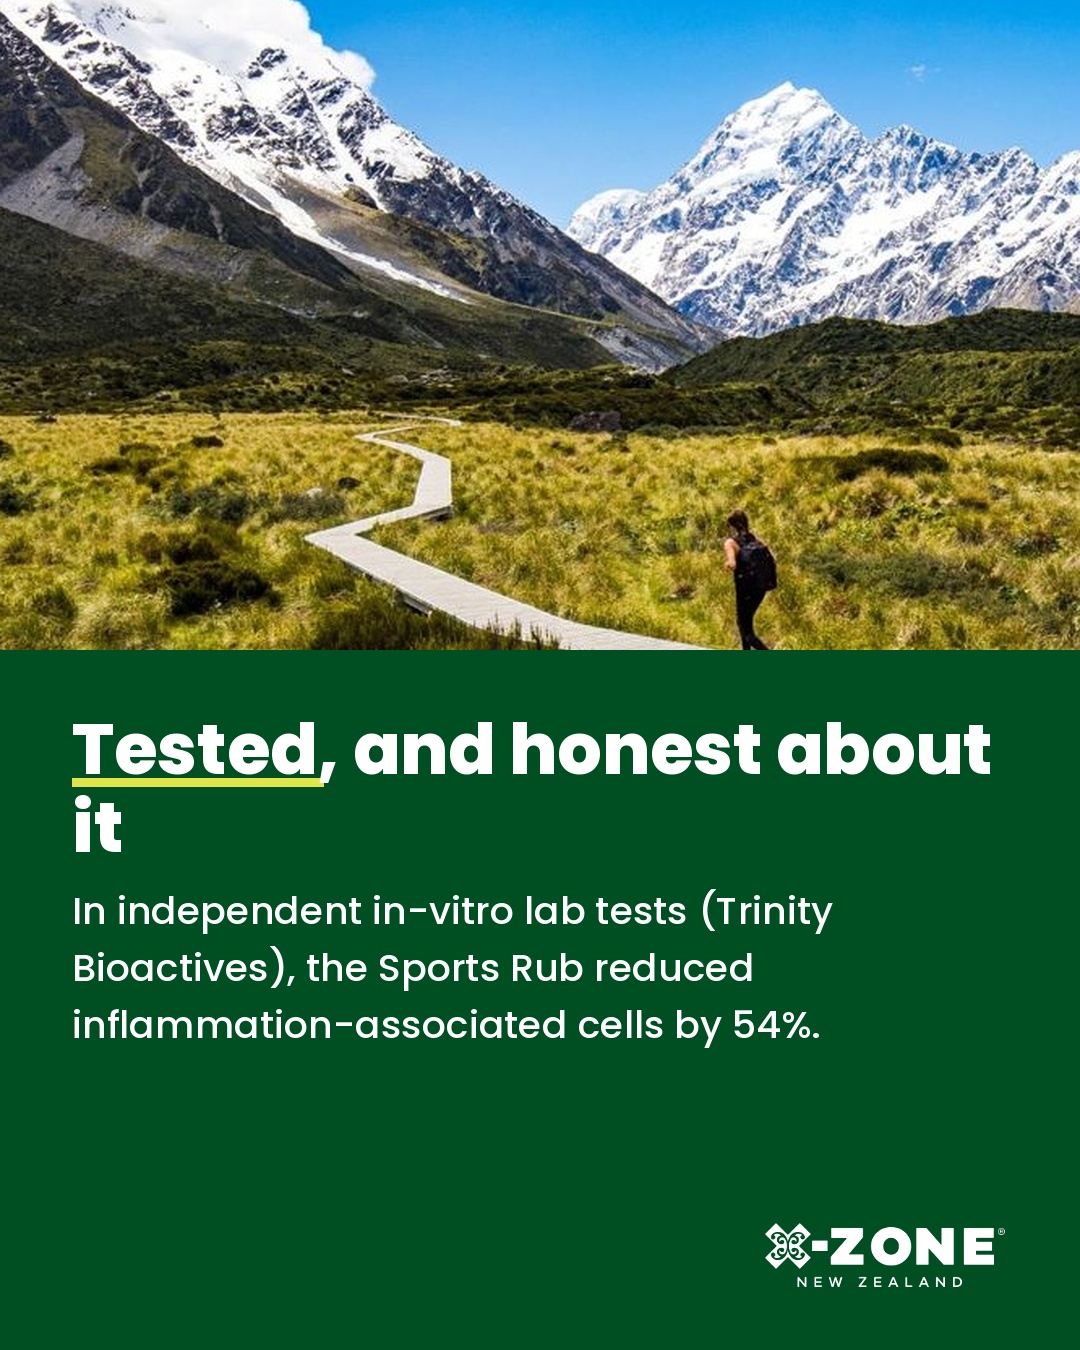 Tested, and honest about
it
In independent in-vitro lab tests (Trinity
Bioactives), the Sports Rub reduced
inflammation-associated cells by 54%.
X-ZONE®
NEW ZEALAND